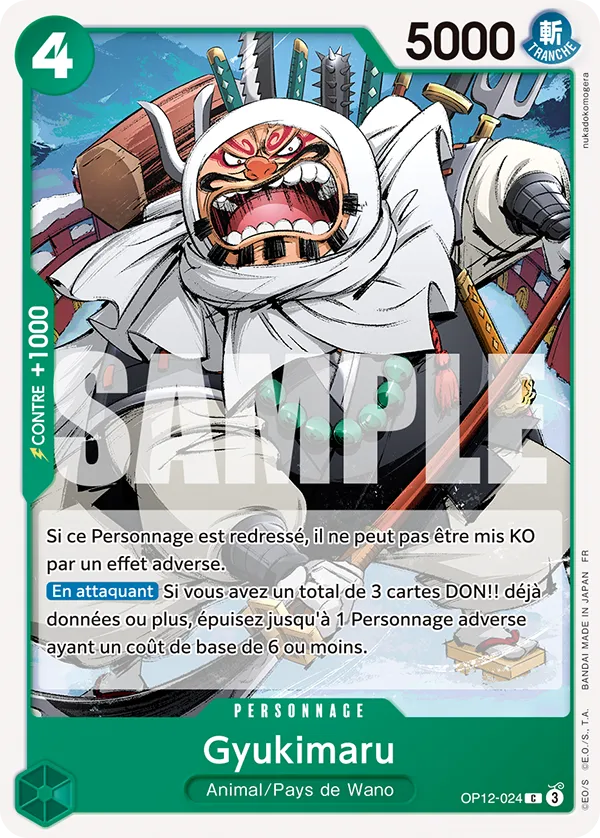 4
5000
斬
TRANCHE
nukadokomogera
CONTRE +1000
SAMPLE
Si ce Personnage est redressé, il ne peut pas être mis KO
par un effet adverse.
En attaquant Si vous avez un total de 3 cartes DON!! déjà
données ou plus, épuisez jusqu'à 1 Personnage adverse
ayant un coût de base de 6 ou moins.
PERSONNAGE
Gyukimaru
Animal/Pays de Wano
OP12-024 C 3
©EO/S ©E.O./S., T.A. BANDAI MADE IN JAPAN FR